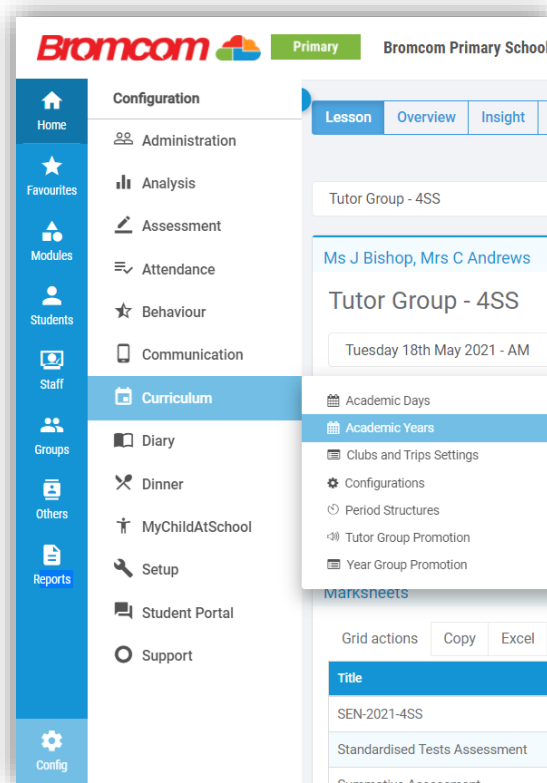 Bromcom
Primary
Bromcom Primary School
Home
Favourites
Modules
Students
Staff
Groups
Others
Reports
Config
Configuration
Administration
Analysis
Assessment
Attendance
Behaviour
Communication
Curriculum
Diary
Dinner
MyChildAtSchool
Setup
Student Portal
Support
Lesson Overview Insight
Tutor Group - 4SS
Ms J Bishop, Mrs C Andrews
Tutor Group - 4SS
Tuesday 18th May 2021 - AM
Academic Days
Academic Years
Clubs and Trips Settings
Configurations
Period Structures
Tutor Group Promotion
Year Group Promotion
Marksheets
Grid actions Copy Excel
Title
SEN-2021-4SS
Standardised Tests Assessment
Summative Assessment